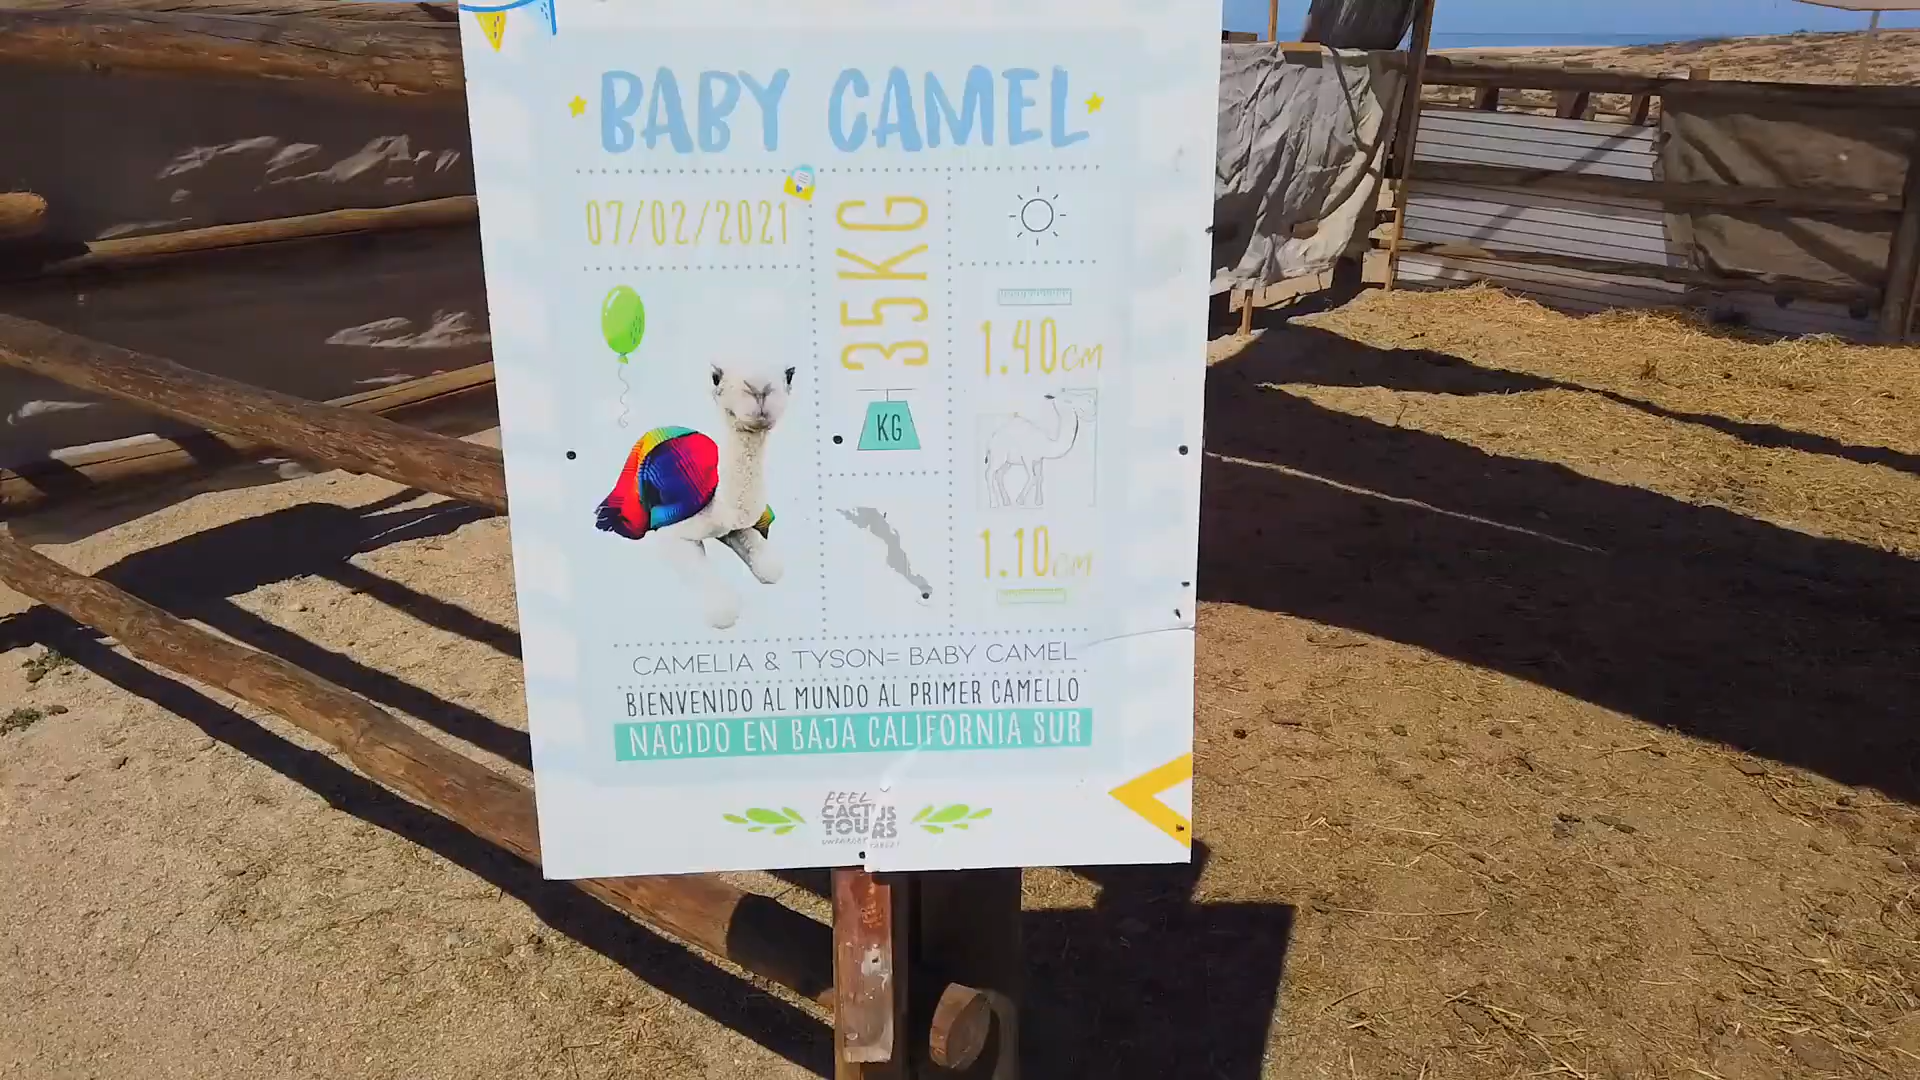 BABY CAMEL
07/02/2021
35KG
KG
1.40CM
1.10CM
CAMELIA & TYSON= BABY CAMEL
BIENVENIDO AL MUNDO AL PRIMER CAMELLO
NACIDO EN BAJA CALIFORNIA SUR
FEEL
CACTUS
TOURS